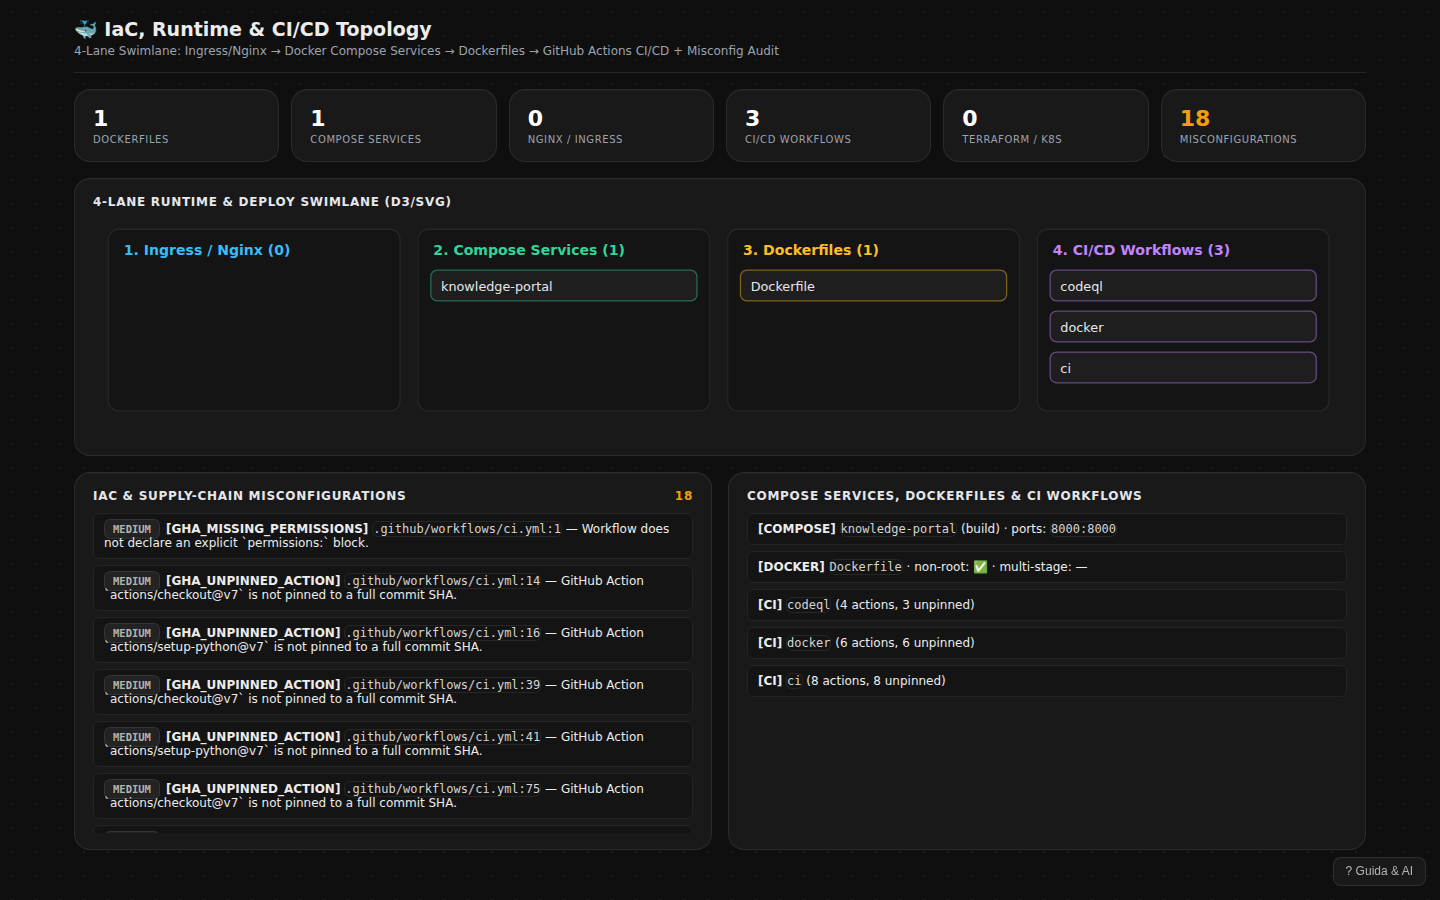 🐳 IaC, Runtime & CI/CD Topology
4-Lane Swimlane: Ingress/Nginx → Docker Compose Services → Dockerfiles → GitHub Actions CI/CD + Misconfig Audit
1
DOCKERFILES
1
COMPOSE SERVICES
0
NGINX / INGRESS
3
CI/CD WORKFLOWS
0
TERRAFORM / K8S
18
MISCONFIGURATIONS
4-LANE RUNTIME & DEPLOY SWIMLANE (D3/SVG)
1. Ingress / Nginx (0)
2. Compose Services (1)
knowledge-portal
3. Dockerfiles (1)
Dockerfile
4. CI/CD Workflows (3)
codeql
docker
ci
IAC & SUPPLY-CHAIN MISCONFIGURATIONS 18
MEDIUM [GHA_MISSING_PERMISSIONS] .github/workflows/ci.yml:1 — Workflow does
not declare an explicit `permissions:` block.
MEDIUM [GHA_UNPINNED_ACTION] .github/workflows/ci.yml:14 — GitHub Action
`actions/checkout@v7` is not pinned to a full commit SHA.
MEDIUM [GHA_UNPINNED_ACTION] .github/workflows/ci.yml:16 — GitHub Action
`actions/setup-python@v7` is not pinned to a full commit SHA.
MEDIUM [GHA_UNPINNED_ACTION] .github/workflows/ci.yml:39 — GitHub Action
`actions/checkout@v7` is not pinned to a full commit SHA.
MEDIUM [GHA_UNPINNED_ACTION] .github/workflows/ci.yml:41 — GitHub Action
`actions/setup-python@v7` is not pinned to a full commit SHA.
MEDIUM [GHA_UNPINNED_ACTION] .github/workflows/ci.yml:75 — GitHub Action
`actions/checkout@v7` is not pinned to a full commit SHA.
COMPOSE SERVICES, DOCKERFILES & CI WORKFLOWS
[COMPOSE] knowledge-portal (build) · ports: 8000:8000
[DOCKER] Dockerfile · non-root: ✅ · multi-stage: —
[CI] codeql (4 actions, 3 unpinned)
[CI] docker (6 actions, 6 unpinned)
[CI] ci (8 actions, 8 unpinned)
? Guida & AI